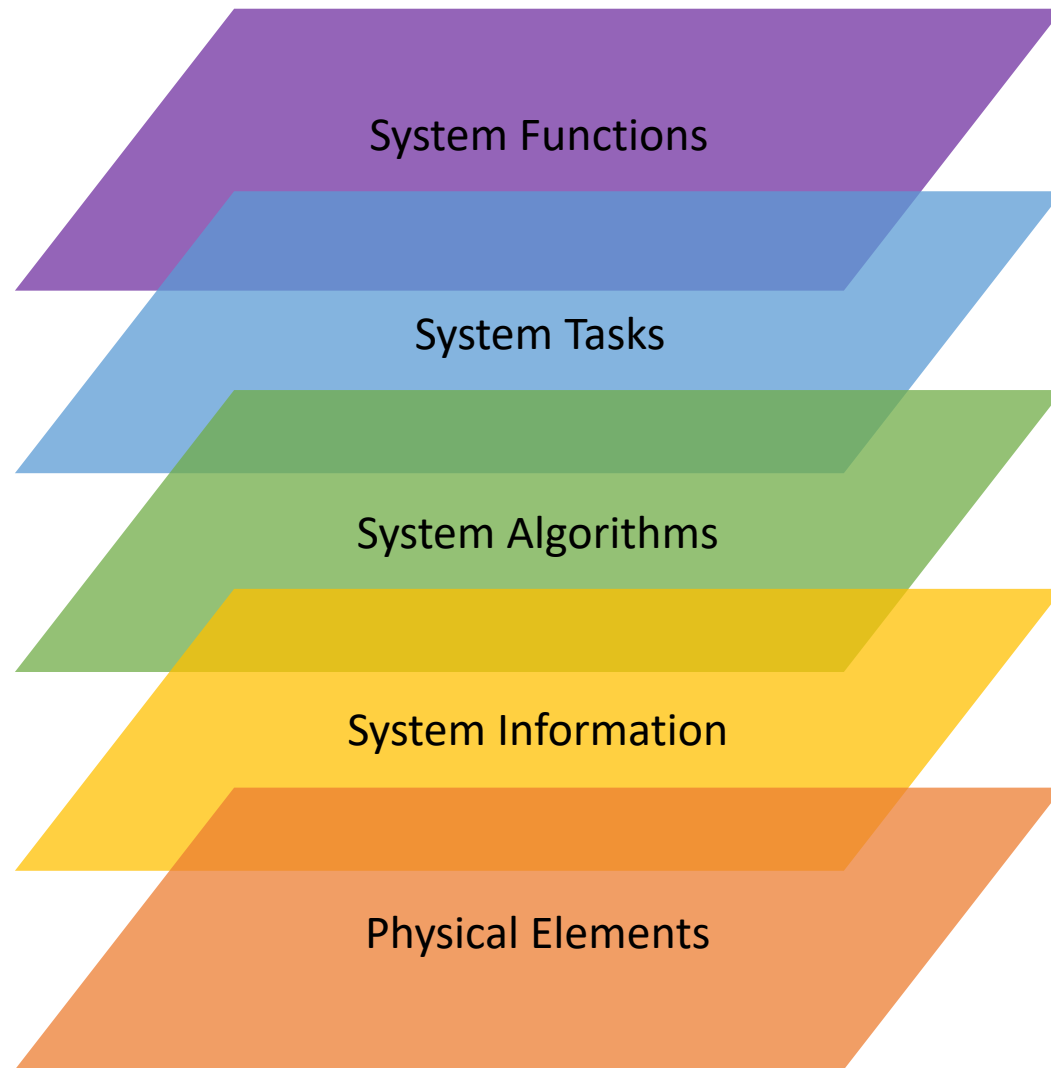 System Functions
System Tasks
System Algorithms
System Information
Physical Elements